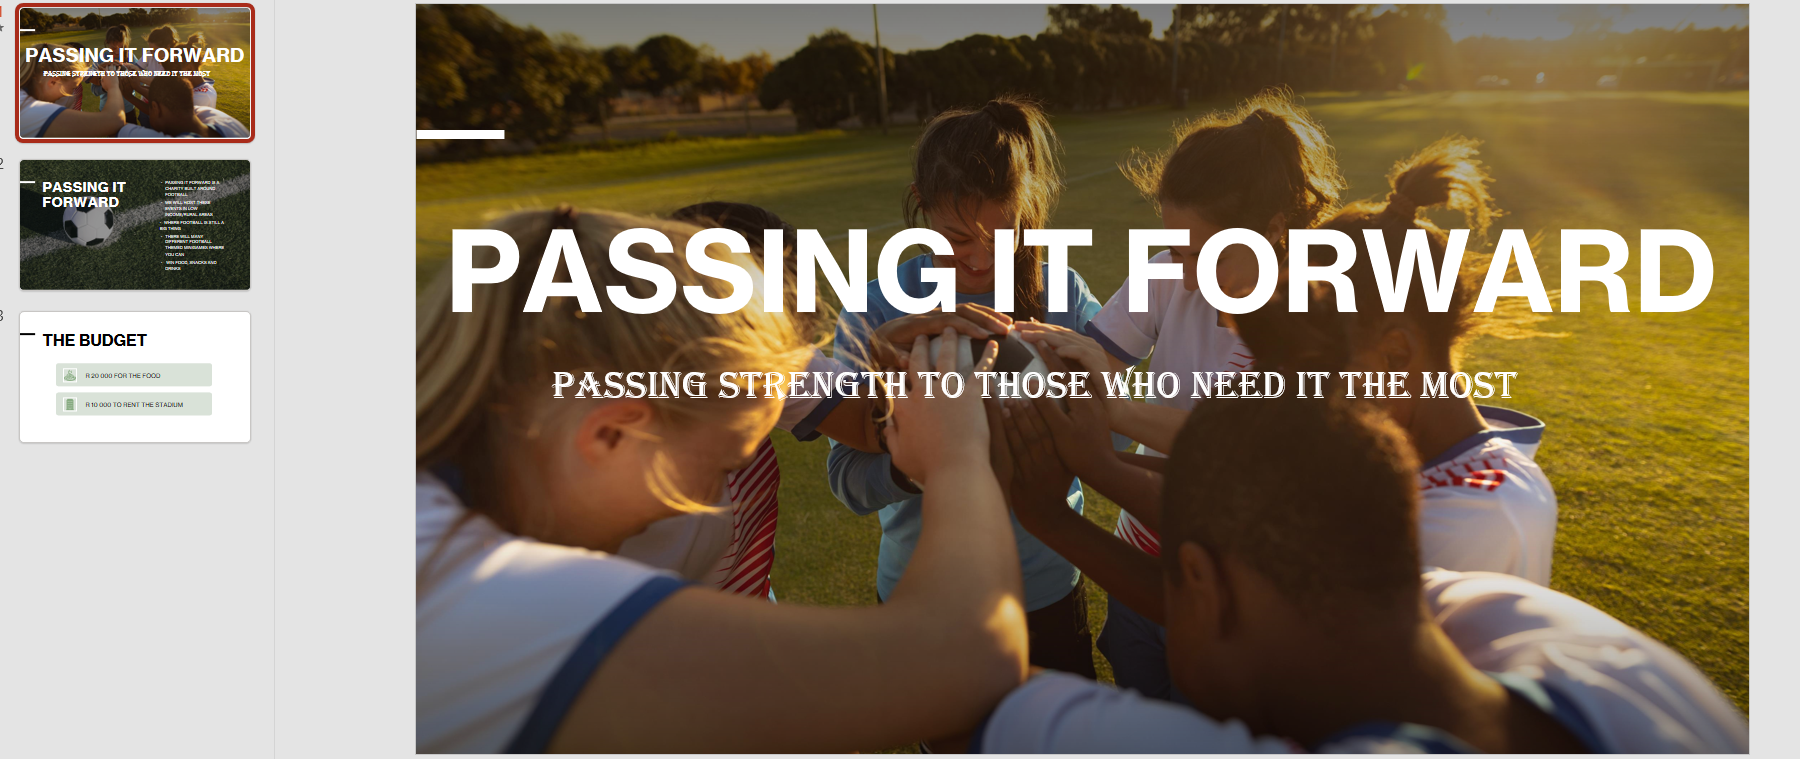 1
PASSING IT FORWARD
PASSING STRENGTH TO THOSE WHO NEED IT THE MOST
2
PASSING IT
FORWARD
• PASSING IT FORWARD IS A
CHARITY BUILT AROUND
FOOTBALL
• WE WILL HOST THESE
EVENTS IN LOW
INCOME/RURAL AREAS
• WHERE FOOTBALL IS STILL A
BIG THING
• THERE WILL MANY
DIFFERENT FOOTBALL
THEMED MINIGAMES WHERE
YOU CAN
• WIN FOOD, SNACKS AND
DRINKS
3
THE BUDGET
R 20 000 FOR THE FOOD
R 10 000 TO RENT THE STADIUM
PASSING IT FORWARD
PASSING STRENGTH TO THOSE WHO NEED IT THE MOST